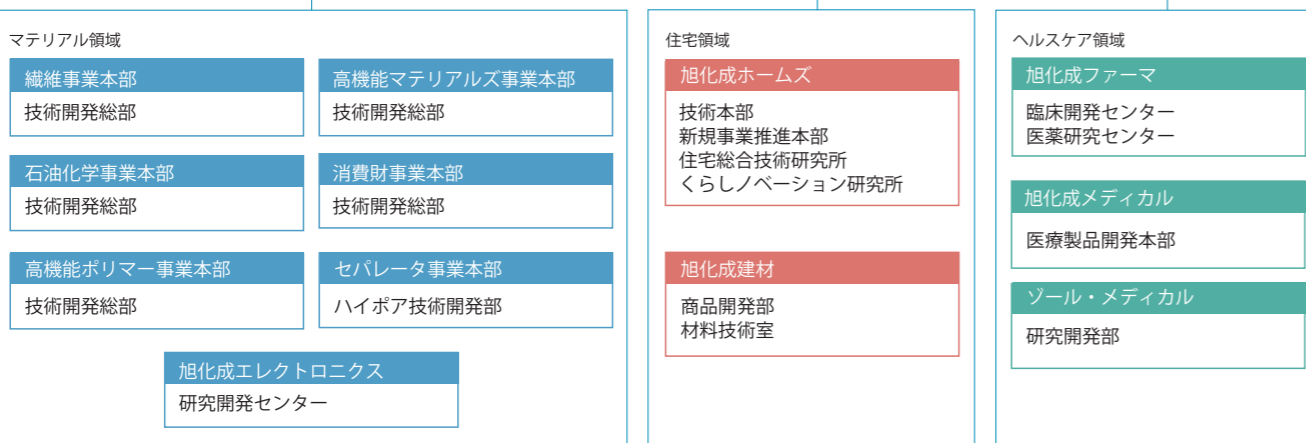 マテリアル領域
繊維事業本部
技術開発総部
高機能マテリアルズ事業本部
技術開発総部
石油化学事業本部
技術開発総部
消費財事業本部
技術開発総部
高機能ポリマー事業本部
技術開発総部
セパレータ事業本部
ハイポア技術開発部
旭化成エレクトロニクス
研究開発センター
住宅領域
旭化成ホームズ
技術本部
新規事業推進本部
住宅総合技術研究所
くらしノベーション研究所
旭化成建材
商品開発部
材料技術室
ヘルスケア領域
旭化成ファーマ
臨床開発センター
医薬研究センター
旭化成メディカル
医療製品開発本部
ゾール・メディカル
研究開発部